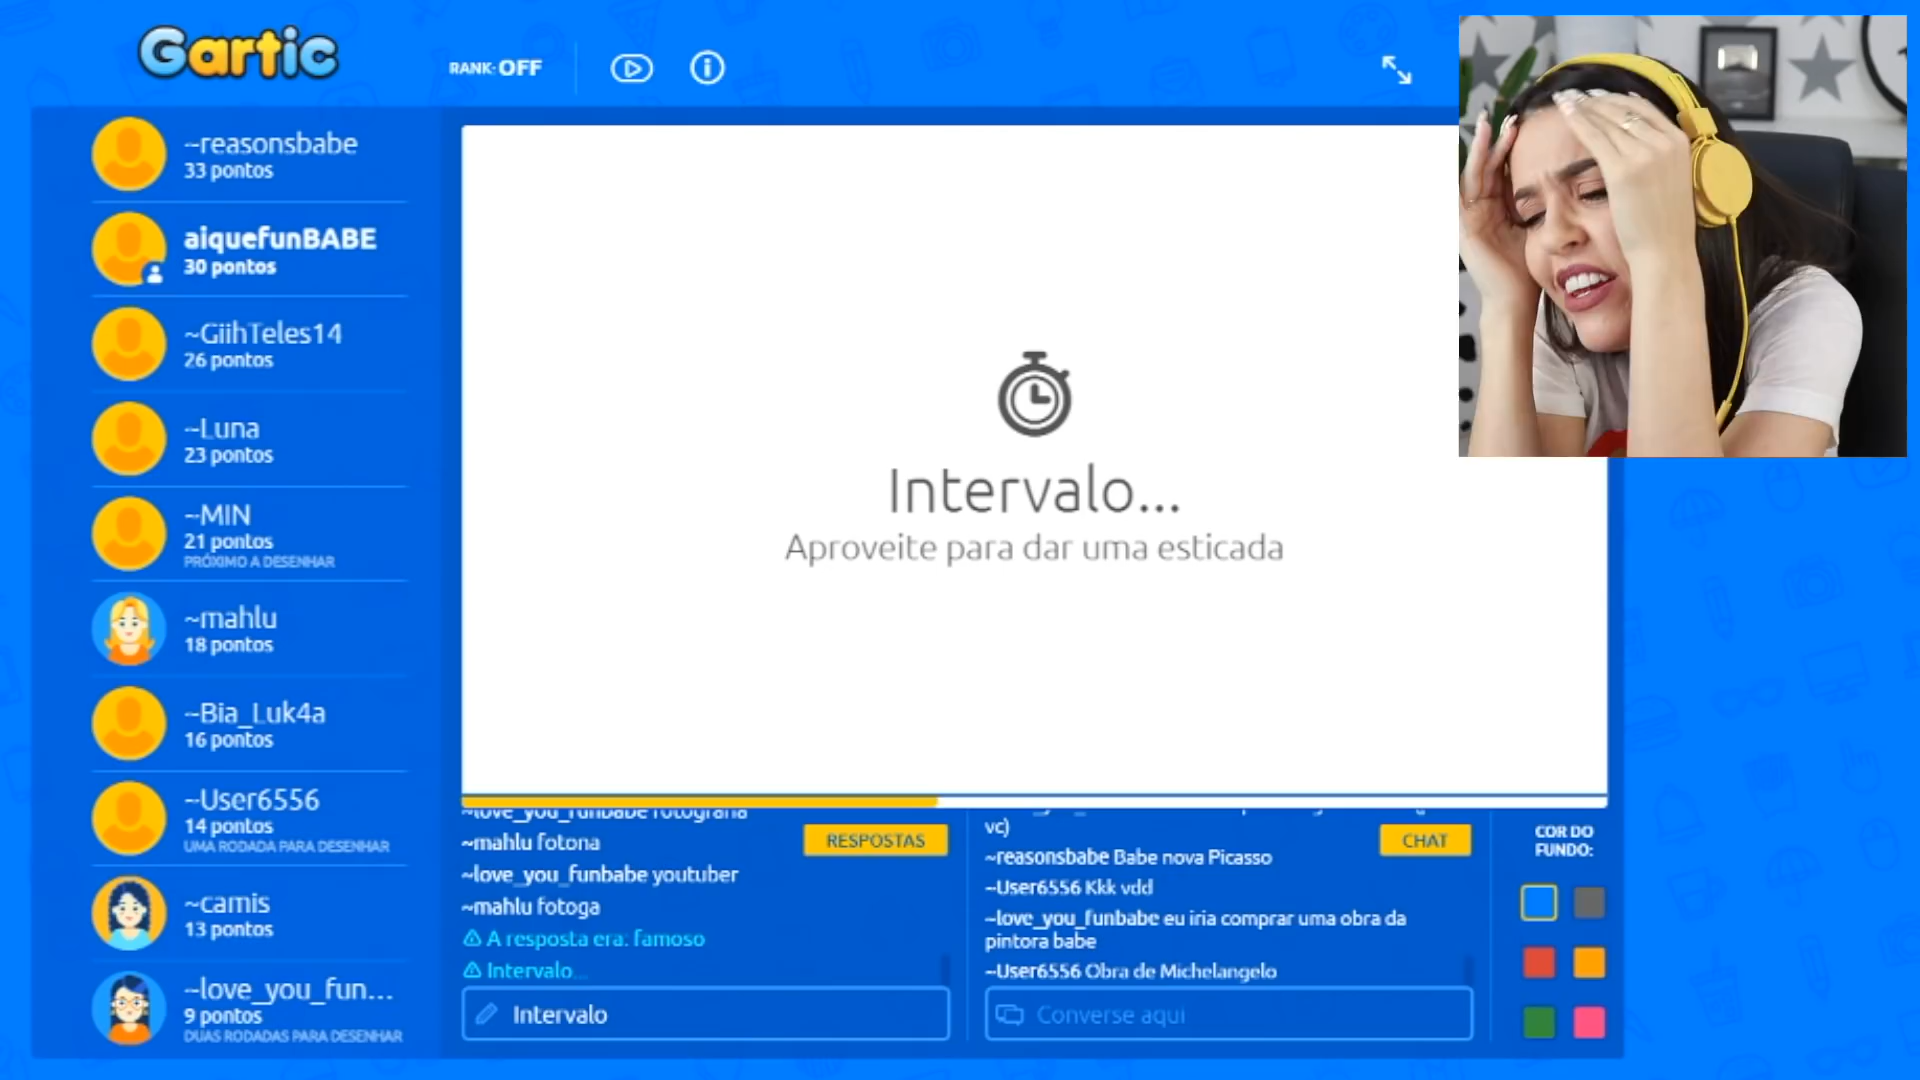 Gartic
RANK: OFF
~reasonsbabe
33 pontos
aiquefunBABE
30 pontos
~GiihTeles14
26 pontos
~Luna
23 pontos
~MIN
21 pontos
PRÓXIMO A DESENHAR
~mahlu
18 pontos
~Bia_Luk4a
16 pontos
~User6556
14 pontos
UMA RODADA PARA DESENHAR
~camis
13 pontos
~love_you_fun...
9 pontos
DUAS RODADAS PARA DESENHAR
Intervalo...
Aproveite para dar uma esticada
~love_you_funbabe fotografia
~mahlu fotona
RESPOSTAS
~love_you_funbabe youtuber
~mahlu fotoga
A resposta era: famoso
Intervalo...
Intervalo
vc)
CHAT
~reasonsbabe Babe nova Picasso
~User6556 Kkk vdd
~love_you_funbabe eu iria comprar uma obra da
pintora babe
~User6556 Obra de Michelangelo
Converse aqui
COR DO
FUNDO: